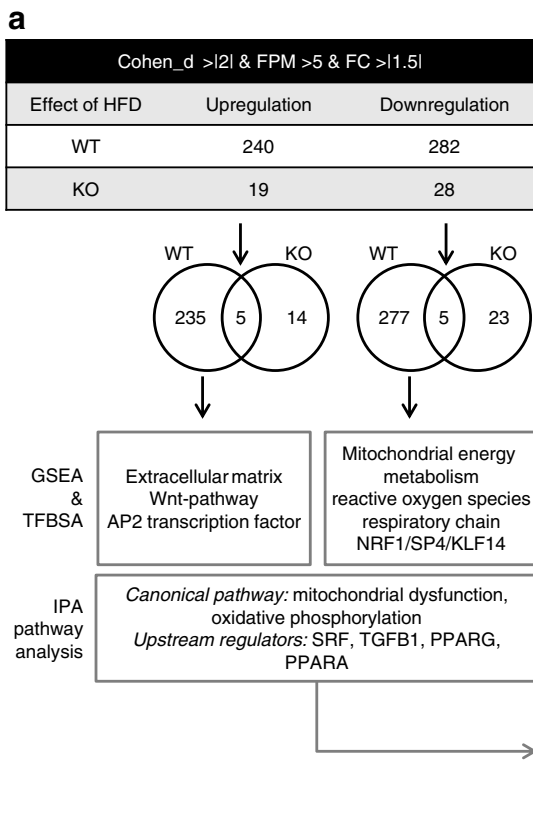 a
Cohen_d >|2| & FPM >5 & FC >|1.5|
Effect of HFD Upregulation Downregulation
WT 240 282
KO 19 28
WT KO WT KO
235 5 14 277 5 23
GSEA
&
TFBSA
Extracellular matrix
Wnt-pathway
AP2 transcription factor
Mitochondrial energy
metabolism
reactive oxygen species
respiratory chain
NRF1/SP4/KLF14
IPA
pathway
analysis
Canonical pathway: mitochondrial dysfunction,
oxidative phosphorylation
Upstream regulators: SRF, TGFB1, PPARG,
PPARA